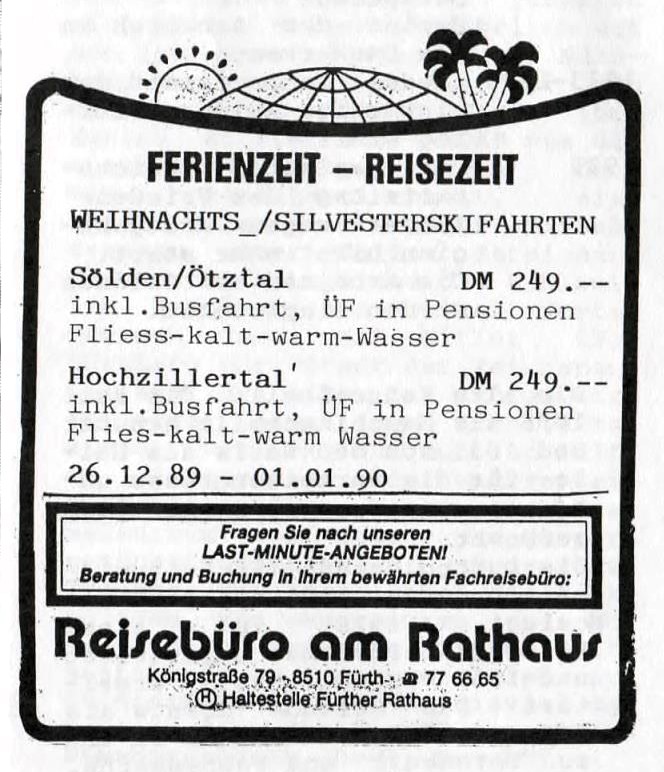 FERIENZEIT – REISEZEIT
WEIHNACHTS_/SILVESTERSKIFAHRTEN
Sölden/Ötztal DM 249.--
inkl.Busfahrt, ÜF in Pensionen
Fliess-kalt-warm-Wasser
Hochzillertal DM 249.--
inkl.Busfahrt, ÜF in Pensionen
Flies-kalt-warm Wasser
26.12.89 - 01.01.90
Fragen Sie nach unseren
LAST-MINUTE-ANGEBOTEN!
Beratung und Buchung in Ihrem bewährten Fachreisebüro:
Reisebüro am Rathaus
Königstraße 79 · 8510 Fürth · ☎ 77 66 65
Ⓗ Haltestelle Fürther Rathaus